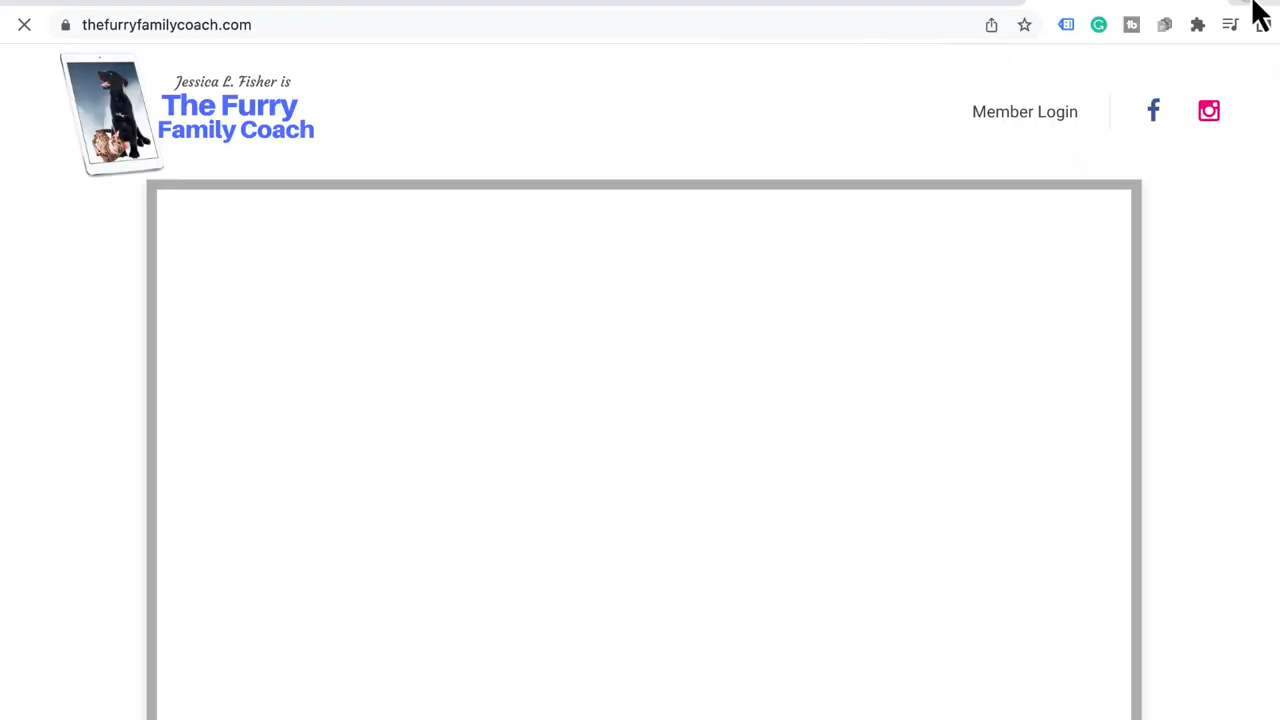 thefurryfamilycoach.com
Jessica L. Fisher is
The Furry
Family Coach
Member Login